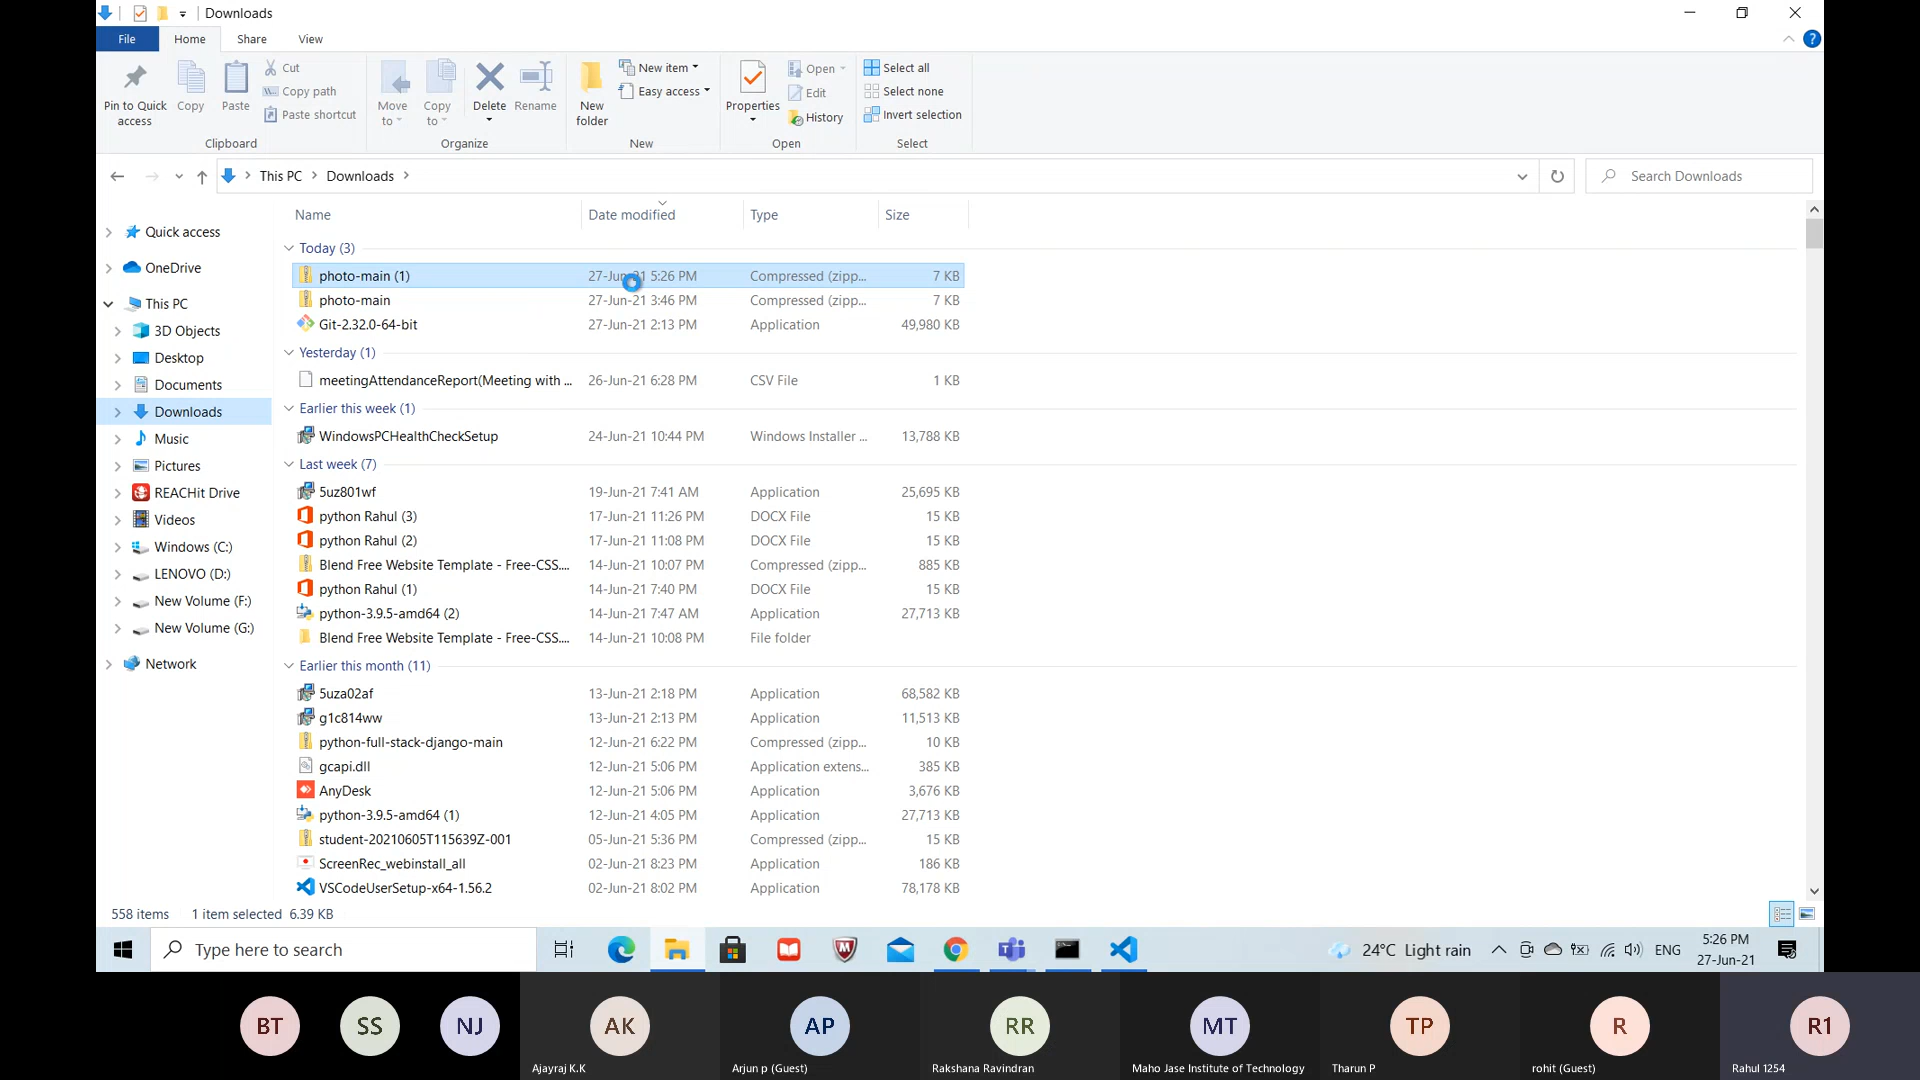 Downloads
File
Home
Share
View
?
Pin to Quick access
Copy
Paste
Cut
Copy path
Paste shortcut
Clipboard
Move to
Copy to
Delete
Rename
Organize
New folder
New item
Easy access
New
Properties
Open
Edit
History
Open
Select all
Select none
Invert selection
Select
This PC
Downloads
Search Downloads
Quick access
OneDrive
This PC
3D Objects
Desktop
Documents
Downloads
Music
Pictures
REACHit Drive
Videos
Windows (C:)
LENOVO (D:)
New Volume (F:)
New Volume (G:)
Network
Name Date modified Type Size
Today (3)
photo-main (1) 27-Jun-21 5:26 PM Compressed (zipp... 7 KB
photo-main 27-Jun-21 3:46 PM Compressed (zipp... 7 KB
Git-2.32.0-64-bit 27-Jun-21 2:13 PM Application 49,980 KB
Yesterday (1)
meetingAttendanceReport(Meeting with ... 26-Jun-21 6:28 PM CSV File 1 KB
Earlier this week (1)
WindowsPCHealthCheckSetup 24-Jun-21 10:44 PM Windows Installer ... 13,788 KB
Last week (7)
5uz801wf 19-Jun-21 7:41 AM Application 25,695 KB
python Rahul (3) 17-Jun-21 11:26 PM DOCX File 15 KB
python Rahul (2) 17-Jun-21 11:08 PM DOCX File 15 KB
Blend Free Website Template - Free-CSS.... 14-Jun-21 10:07 PM Compressed (zipp... 885 KB
python Rahul (1) 14-Jun-21 7:40 PM DOCX File 15 KB
python-3.9.5-amd64 (2) 14-Jun-21 7:47 AM Application 27,713 KB
Blend Free Website Template - Free-CSS.... 14-Jun-21 10:08 PM File folder
Earlier this month (11)
5uza02af 13-Jun-21 2:18 PM Application 68,582 KB
g1c814ww 13-Jun-21 2:13 PM Application 11,513 KB
python-full-stack-django-main 12-Jun-21 6:22 PM Compressed (zipp... 10 KB
gcapi.dll 12-Jun-21 5:06 PM Application extens... 385 KB
AnyDesk 12-Jun-21 5:06 PM Application 3,676 KB
python-3.9.5-amd64 (1) 12-Jun-21 4:05 PM Application 27,713 KB
student-20210605T115639Z-001 05-Jun-21 5:36 PM Compressed (zipp... 15 KB
ScreenRec_webinstall_all 02-Jun-21 8:23 PM Application 186 KB
VSCodeUserSetup-x64-1.56.2 02-Jun-21 8:02 PM Application 78,178 KB
558 items 1 item selected 6.39 KB
Type here to search
24°C Light rain
ENG
5:26 PM
27-Jun-21
BT
SS
NJ
AK
AP
RR
MT
TP
R
R1
Ajayraj K.K
Arjun p (Guest)
Rakshana Ravindran
Maho Jase Institute of Technology
Tharun P
rohit (Guest)
Rahul 1254